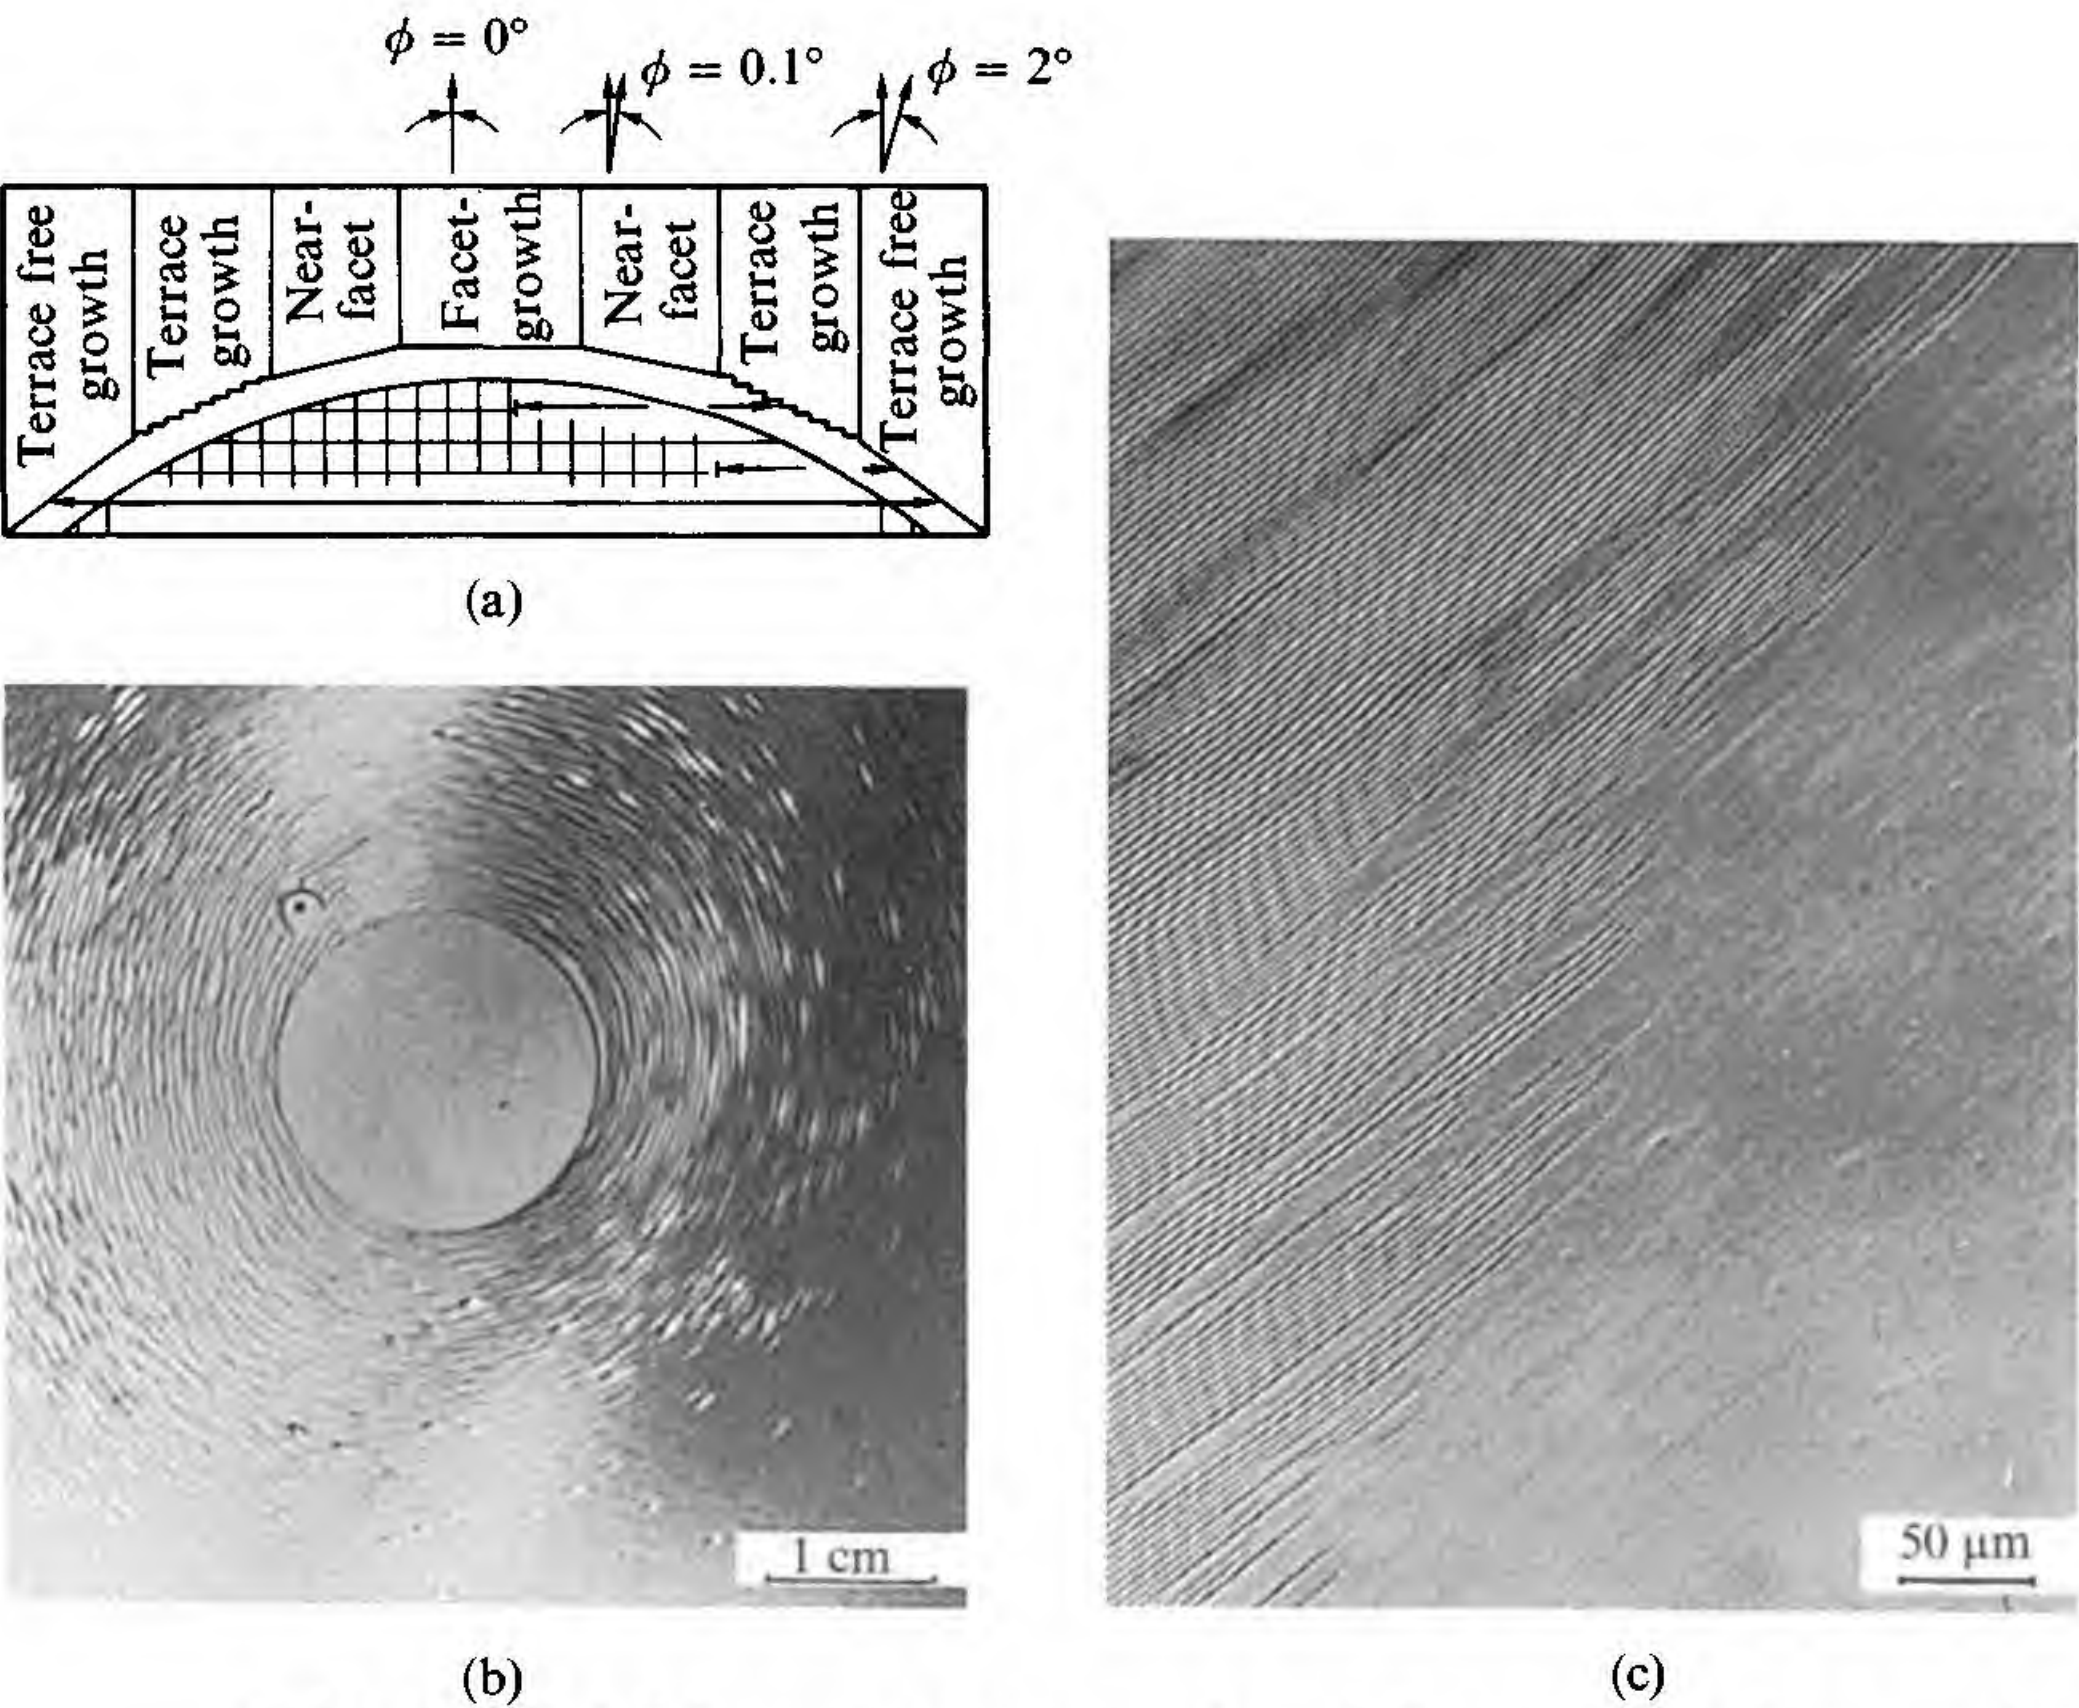 ϕ = 0°
ϕ = 0.1°
ϕ = 2°
Terrace free
growth
Terrace
growth
Near-
facet
Facet-
growth
Near-
facet
Terrace
growth
Terrace free
growth
(a)
1 cm
(b)
50 μm
(c)